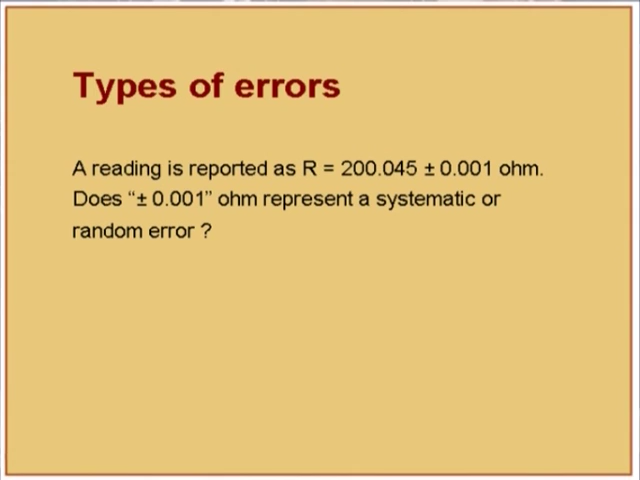 Types of errors
A reading is reported as R = 200.045 ± 0.001 ohm.
Does “± 0.001” ohm represent a systematic or
random error ?